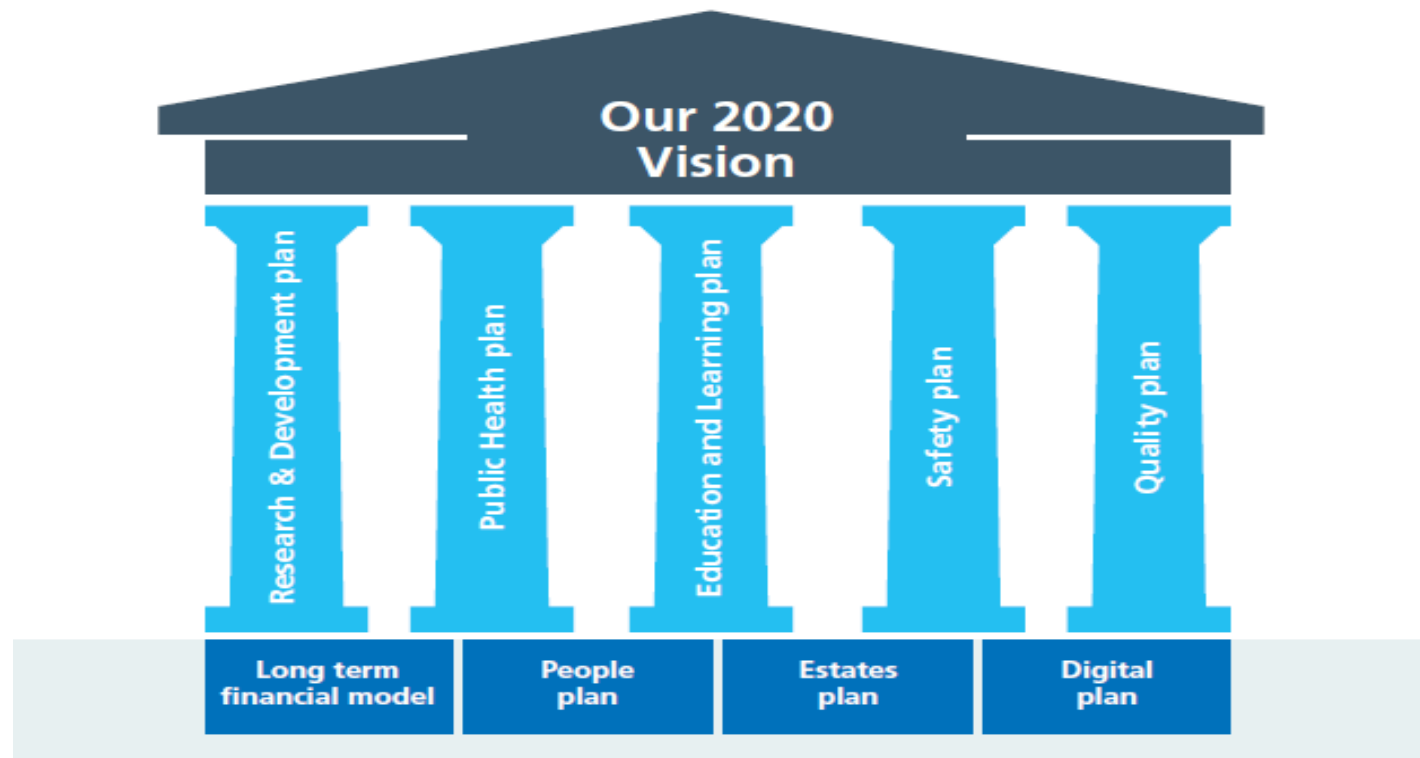 Our 2020
Vision
Research & Development plan
Public Health plan
Education and Learning plan
Safety plan
Quality plan
Long term
financial model
People
plan
Estates
plan
Digital
plan